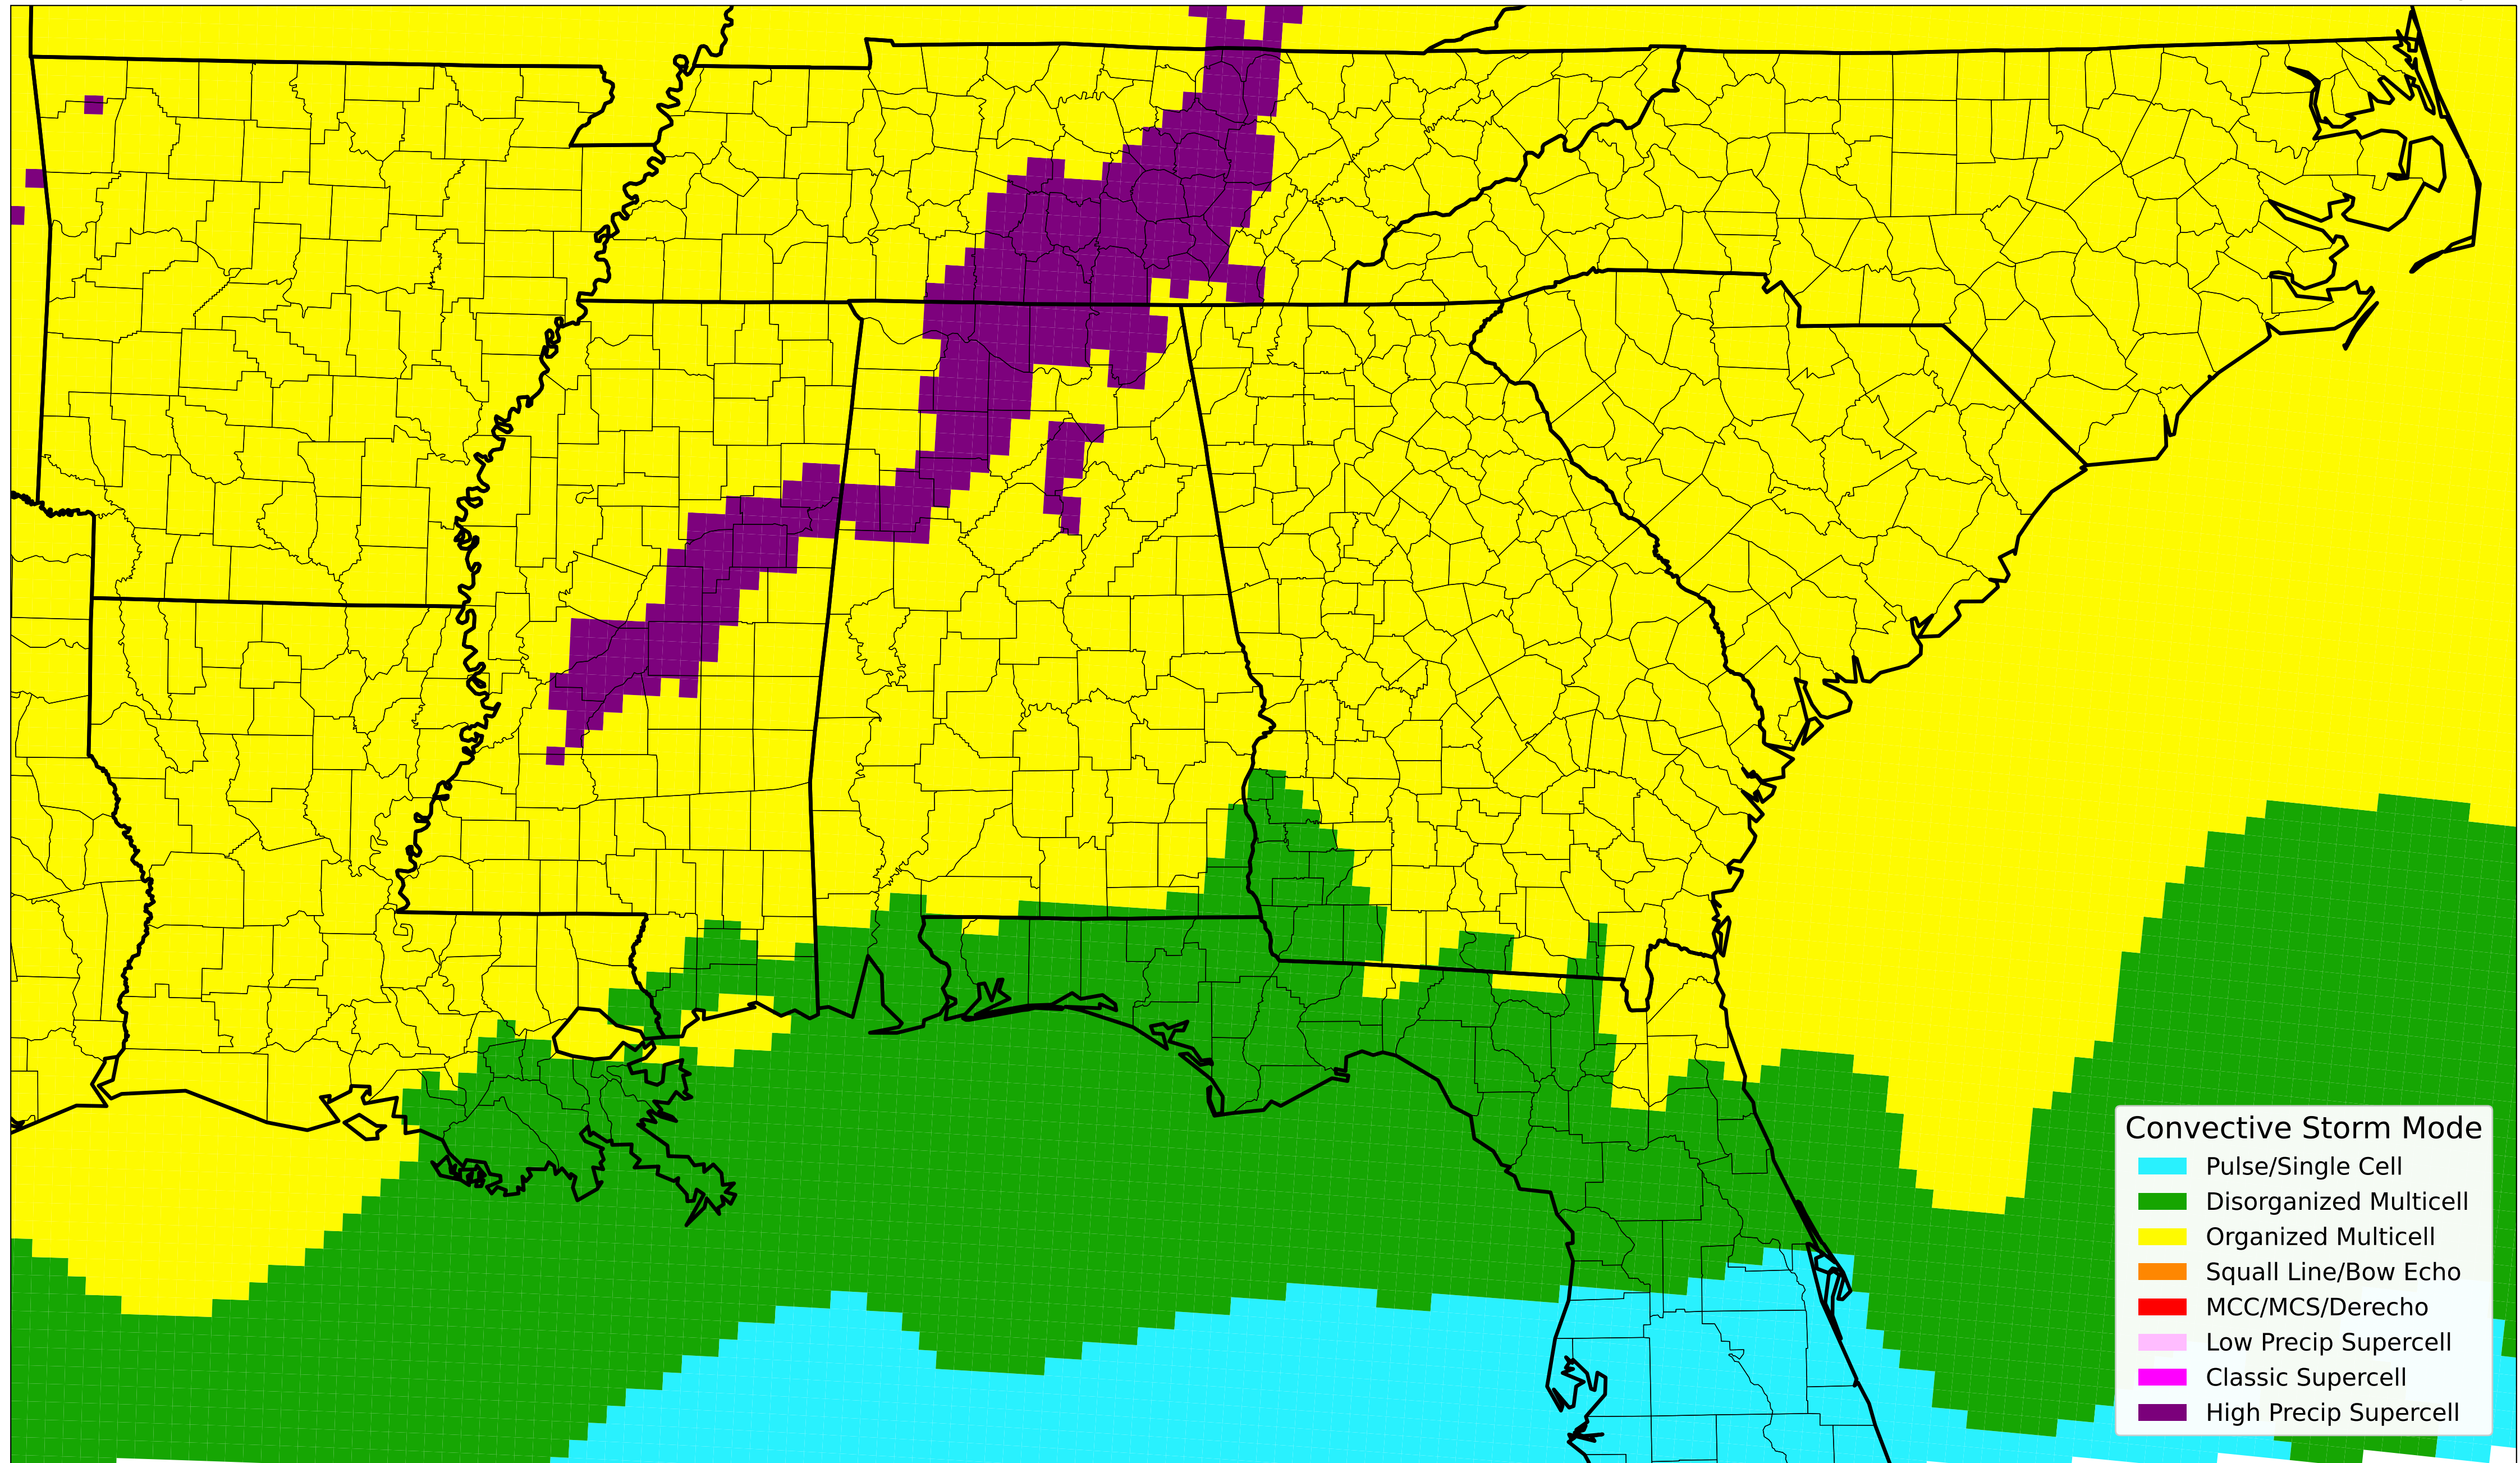 Convective Storm Mode
Pulse/Single Cell
Disorganized Multicell
Organized Multicell
Squall Line/Bow Echo
MCC/MCS/Derecho
Low Precip Supercell
Classic Supercell
High Precip Supercell